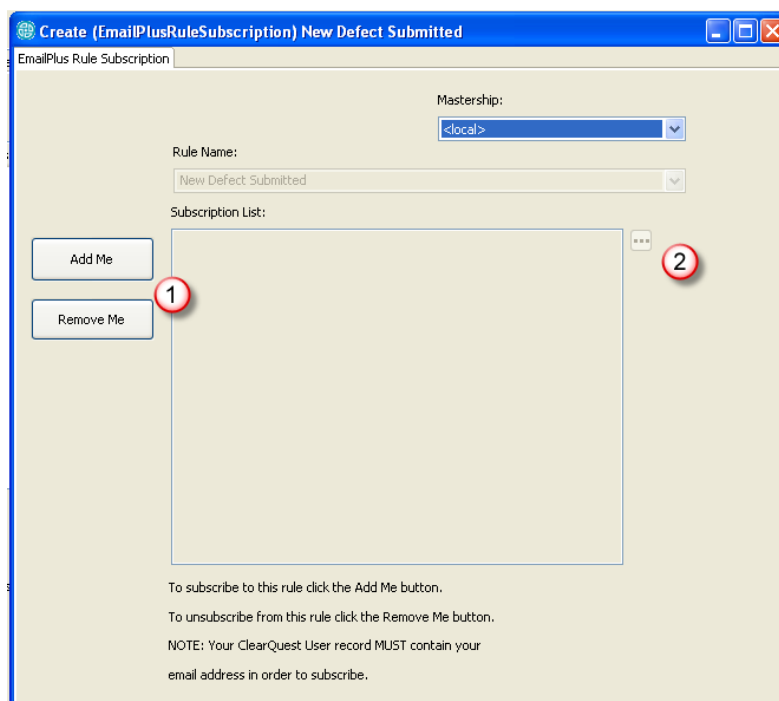 Create (EmailPlusRuleSubscription) New Defect Submitted
EmailPlus Rule Subscription
Mastership:
<local>
Rule Name:
New Defect Submitted
Subscription List:
Add Me
2
1
Remove Me
To subscribe to this rule click the Add Me button.
To unsubscribe from this rule click the Remove Me button.
NOTE: Your ClearQuest User record MUST contain your
email address in order to subscribe.